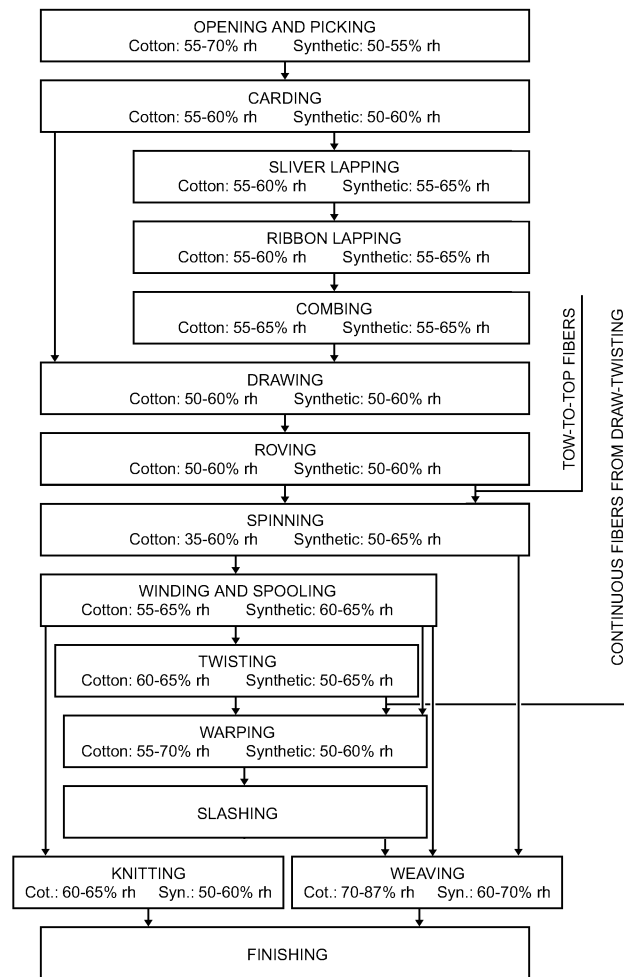 OPENING AND PICKING
Cotton: 55-70% rh Synthetic: 50-55% rh
CARDING
Cotton: 55-60% rh Synthetic: 50-60% rh
SLIVER LAPPING
Cotton: 55-60% rh Synthetic: 55-65% rh
RIBBON LAPPING
Cotton: 55-60% rh Synthetic: 55-65% rh
COMBING
Cotton: 55-65% rh Synthetic: 55-65% rh
DRAWING
Cotton: 50-60% rh Synthetic: 50-60% rh
ROVING
Cotton: 50-60% rh Synthetic: 50-60% rh
TOW-TO-TOP FIBERS
CONTINUOUS FIBERS FROM DRAW-TWISTING
SPINNING
Cotton: 35-60% rh Synthetic: 50-65% rh
WINDING AND SPOOLING
Cotton: 55-65% rh Synthetic: 60-65% rh
TWISTING
Cotton: 60-65% rh Synthetic: 50-65% rh
WARPING
Cotton: 55-70% rh Synthetic: 50-60% rh
SLASHING
KNITTING
Cot.: 60-65% rh Syn.: 50-60% rh
WEAVING
Cot.: 70-87% rh Syn.: 60-70% rh
FINISHING